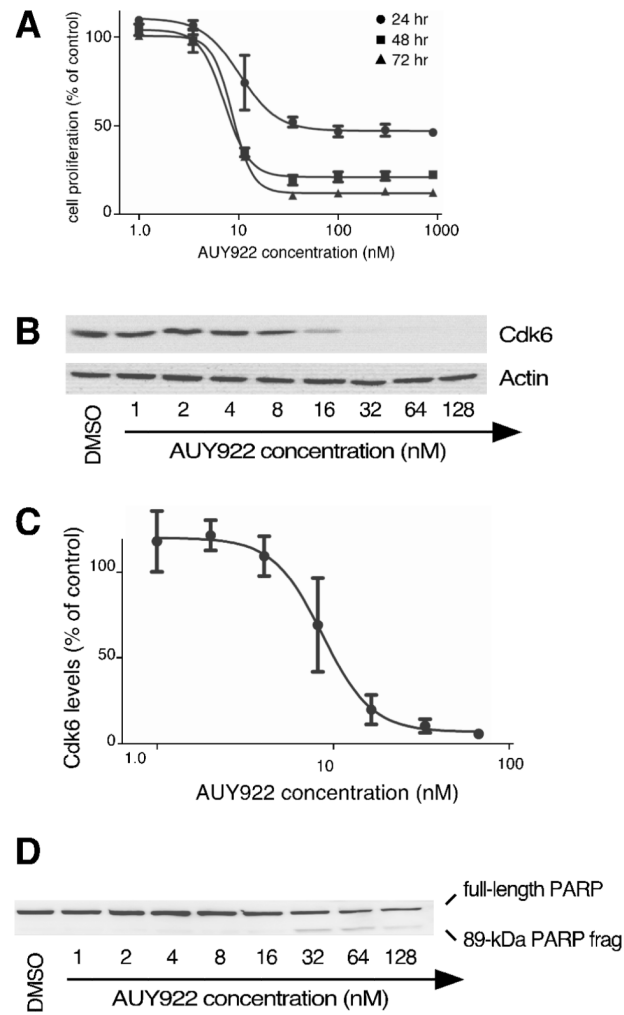 A
24 hr
48 hr
72 hr
cell proliferation (% of control)
100
50
0
1.0 10 100 1000
AUY922 concentration (nM)
B
Cdk6
Actin
DMSO 1 2 4 8 16 32 64 128
AUY922 concentration (nM)
C
Cdk6 levels (% of control)
100
50
0
1.0 10 100
AUY922 concentration (nM)
D
full-length PARP
89-kDa PARP frag
DMSO 1 2 4 8 16 32 64 128
AUY922 concentration (nM)